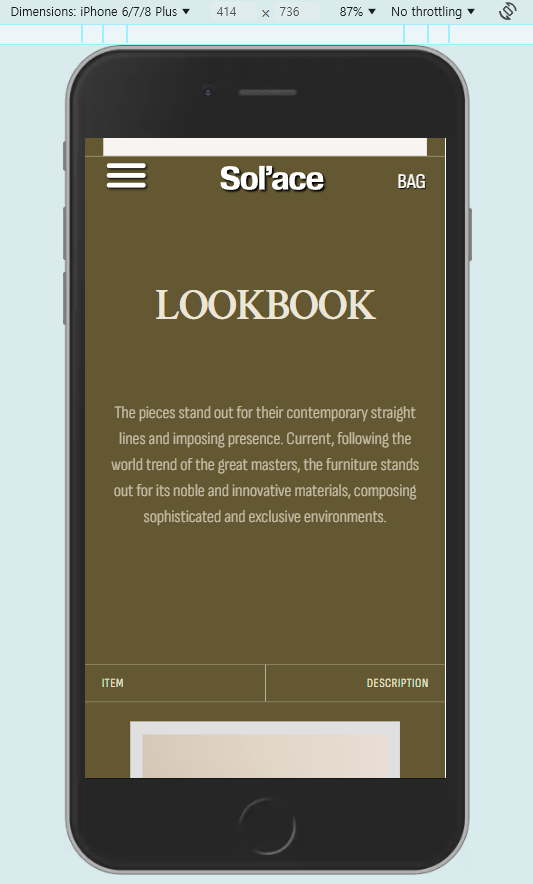 Dimensions: iPhone 6/7/8 Plus ▼ 414 × 736 87% ▼ No throttling ▼
Sol'ace
BAG
LOOKBOOK
The pieces stand out for their contemporary straight
lines and imposing presence. Current, following the
world trend of the great masters, the furniture stands
out for its noble and innovative materials, composing
sophisticated and exclusive environments.
ITEM
DESCRIPTION